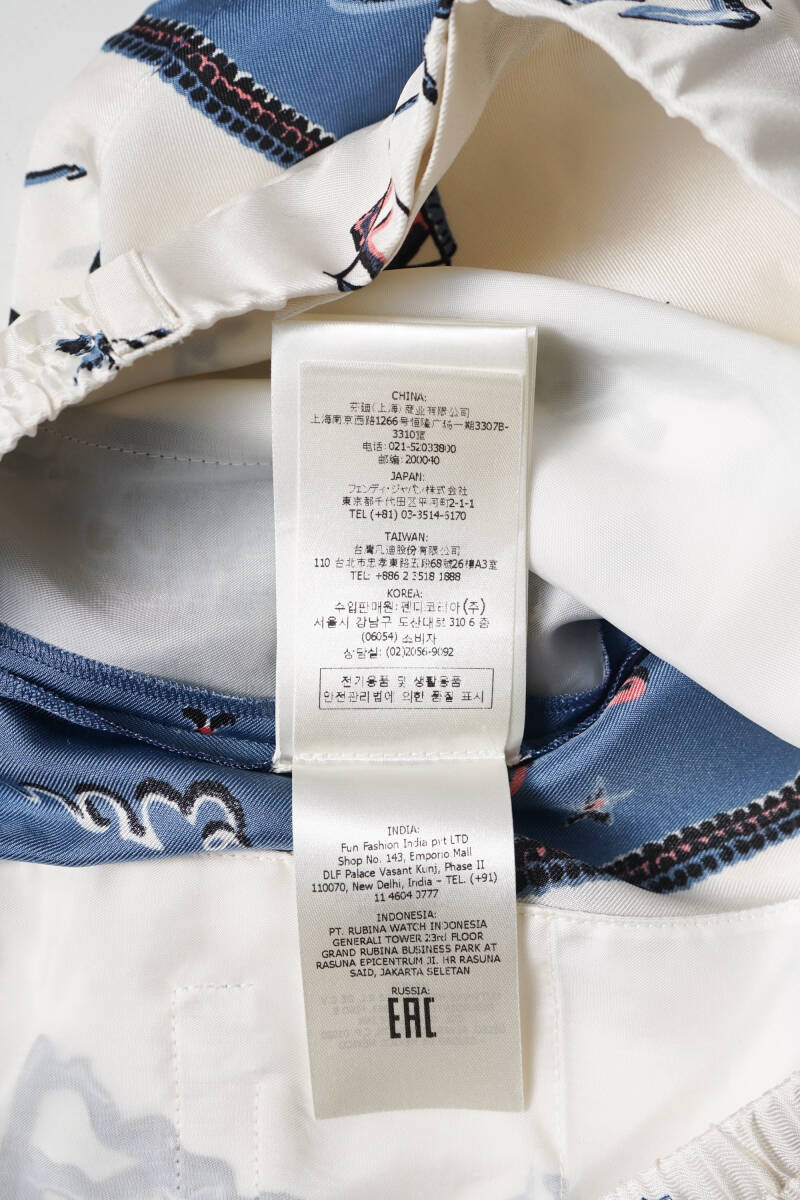 CHINA:
芬迪(上海)商业有限公司
上海南京西路1266号恒隆广场一期3307B-
3310室
电话: 021-52033800
邮编: 200040
JAPAN:
フェンディ・ジャパン株式会社
東京都千代田区平河町2-1-1
TEL (+81) 03-3514-6170
TAIWAN:
台灣凡迪股份有限公司
110 台北市忠孝東路五段68號26樓A3室
TEL: +886 2 3518 1888
KOREA:
수입판매원: 펜디코리아(주)
서울시 강남구 도산대로 310 6 층
(06054) 소비자
상담실: (02)2056-9092
전기용품 및 생활용품
안전관리법에 의한 품질 표시
INDIA:
Fun Fashion India pvt LTD
Shop No. 143, Emporio Mall
DLF Palace Vasant Kunj, Phase II
110070, New Delhi, India - TEL. (+91)
11 4604 0777
INDONESIA:
PT. RUBINA WATCH INDONESIA
GENERALI TOWER 23rd FLOOR
GRAND RUBINA BUSINESS PARK AT
RASUNA EPICENTRUM JI. HR RASUNA
SAID, JAKARTA SELETAN
RUSSIA:
EAC